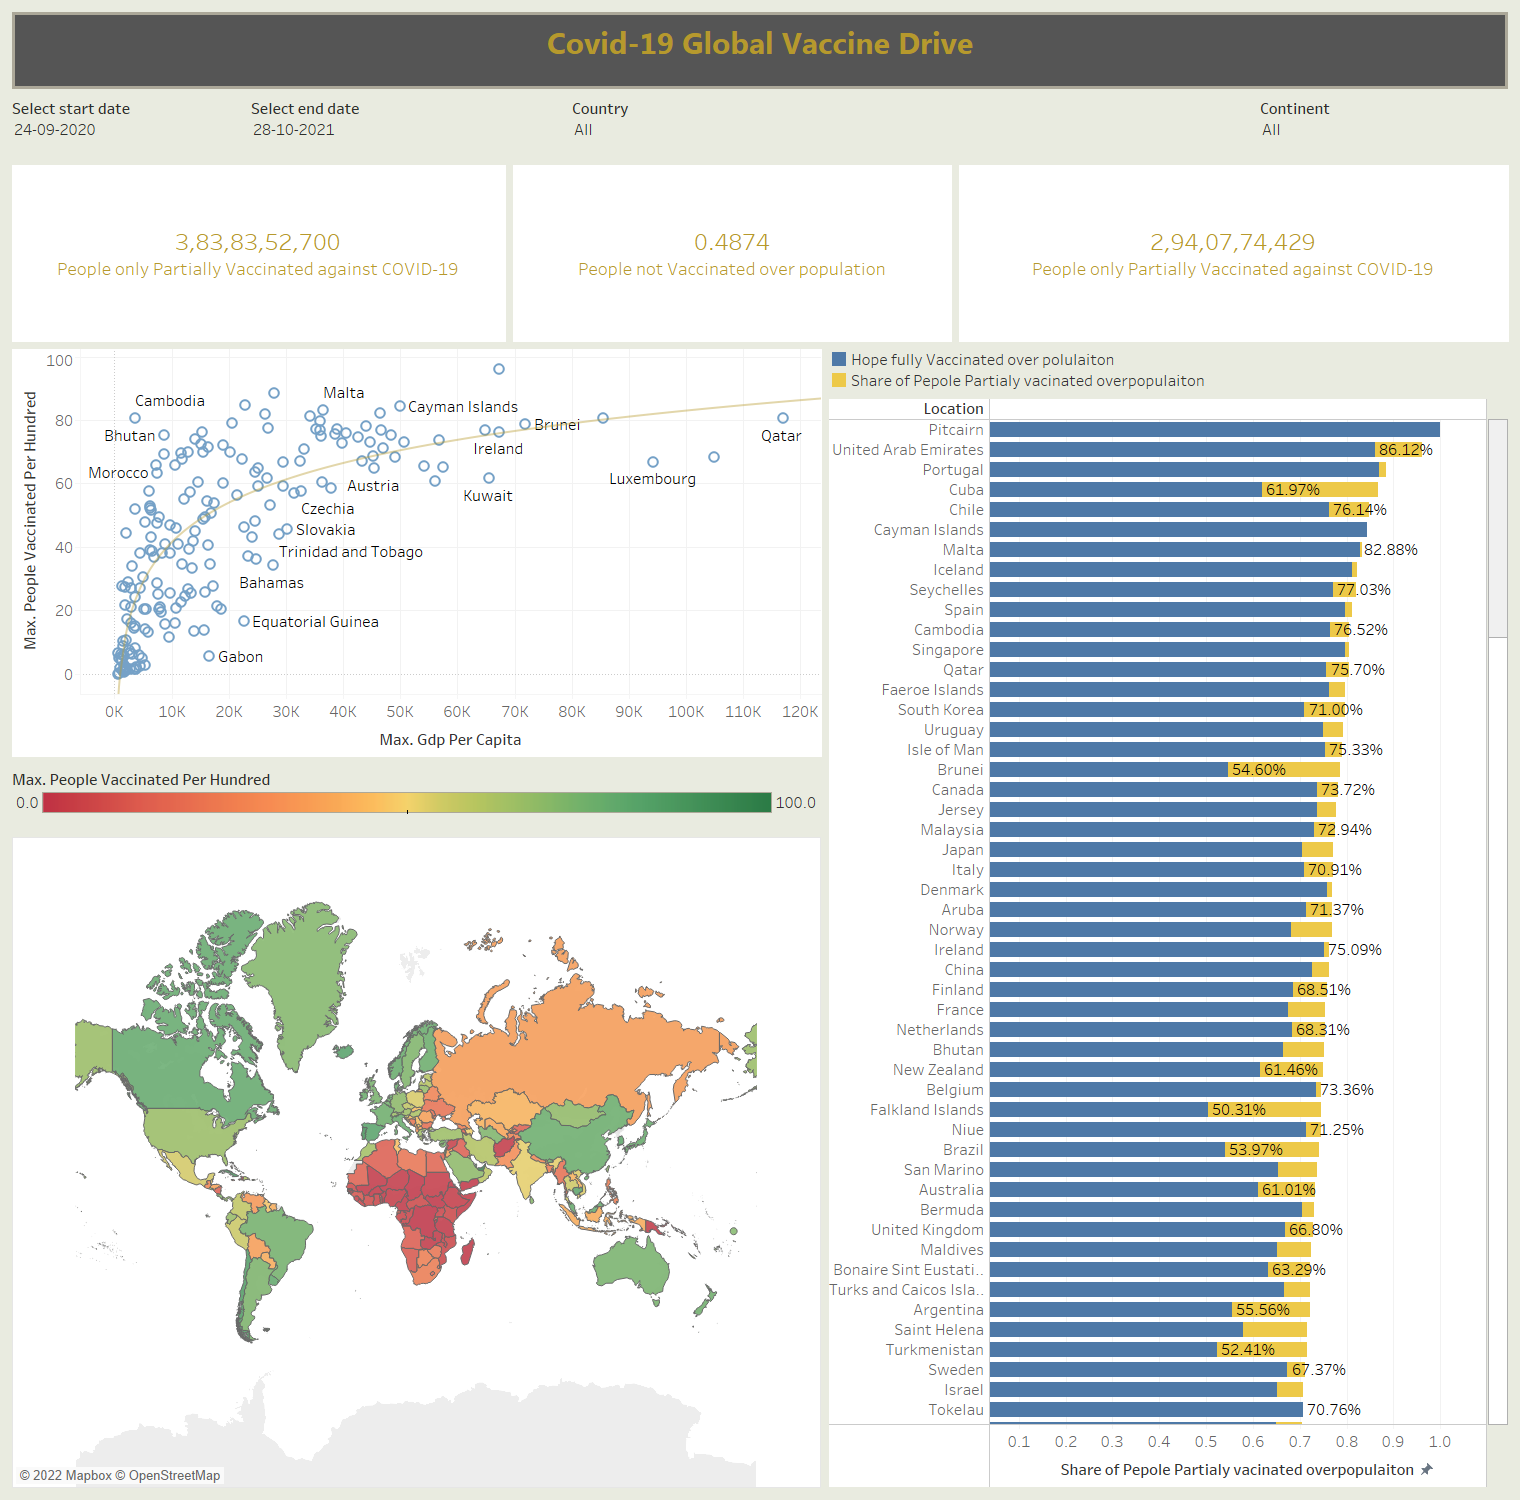 Covid-19 Global Vaccine Drive
Select start date
24-09-2020
Select end date
28-10-2021
Country
All
Continent
All
3,83,83,52,700
People only Partially Vaccinated against COVID-19
0.4874
People not Vaccinated over population
2,94,07,74,429
People only Partially Vaccinated against COVID-19
Max. People Vaccinated Per Hundred
100
80
60
40
20
0
Cambodia
Malta
Cayman Islands
Bhutan
Brunei
Qatar
Ireland
Morocco
Luxembourg
Austria
Kuwait
Czechia
Slovakia
Trinidad and Tobago
Bahamas
Equatorial Guinea
Gabon
0K 10K 20K 30K 40K 50K 60K 70K 80K 90K 100K 110K 120K
Max. Gdp Per Capita
Max. People Vaccinated Per Hundred
0.0 100.0
© 2022 Mapbox © OpenStreetMap
Hope fully Vaccinated over polulaiton
Share of Pepole Partialy vacinated overpopulaiton
Location
Pitcairn
United Arab Emirates 86.12%
Portugal
Cuba 61.97%
Chile 76.14%
Cayman Islands
Malta 82.88%
Iceland
Seychelles 77.03%
Spain
Cambodia 76.52%
Singapore
Qatar 75.70%
Faeroe Islands
South Korea 71.00%
Uruguay
Isle of Man 75.33%
Brunei 54.60%
Canada 73.72%
Jersey
Malaysia 72.94%
Japan
Italy 70.91%
Denmark
Aruba 71.37%
Norway
Ireland 75.09%
China
Finland 68.51%
France
Netherlands 68.31%
Bhutan
New Zealand 61.46%
Belgium 73.36%
Falkland Islands 50.31%
Niue 71.25%
Brazil 53.97%
San Marino
Australia 61.01%
Bermuda
United Kingdom 66.80%
Maldives
Bonaire Sint Eustati.. 63.29%
Turks and Caicos Isla..
Argentina 55.56%
Saint Helena
Turkmenistan 52.41%
Sweden 67.37%
Israel
Tokelau 70.76%
0.1 0.2 0.3 0.4 0.5 0.6 0.7 0.8 0.9 1.0
Share of Pepole Partialy vacinated overpopulaiton